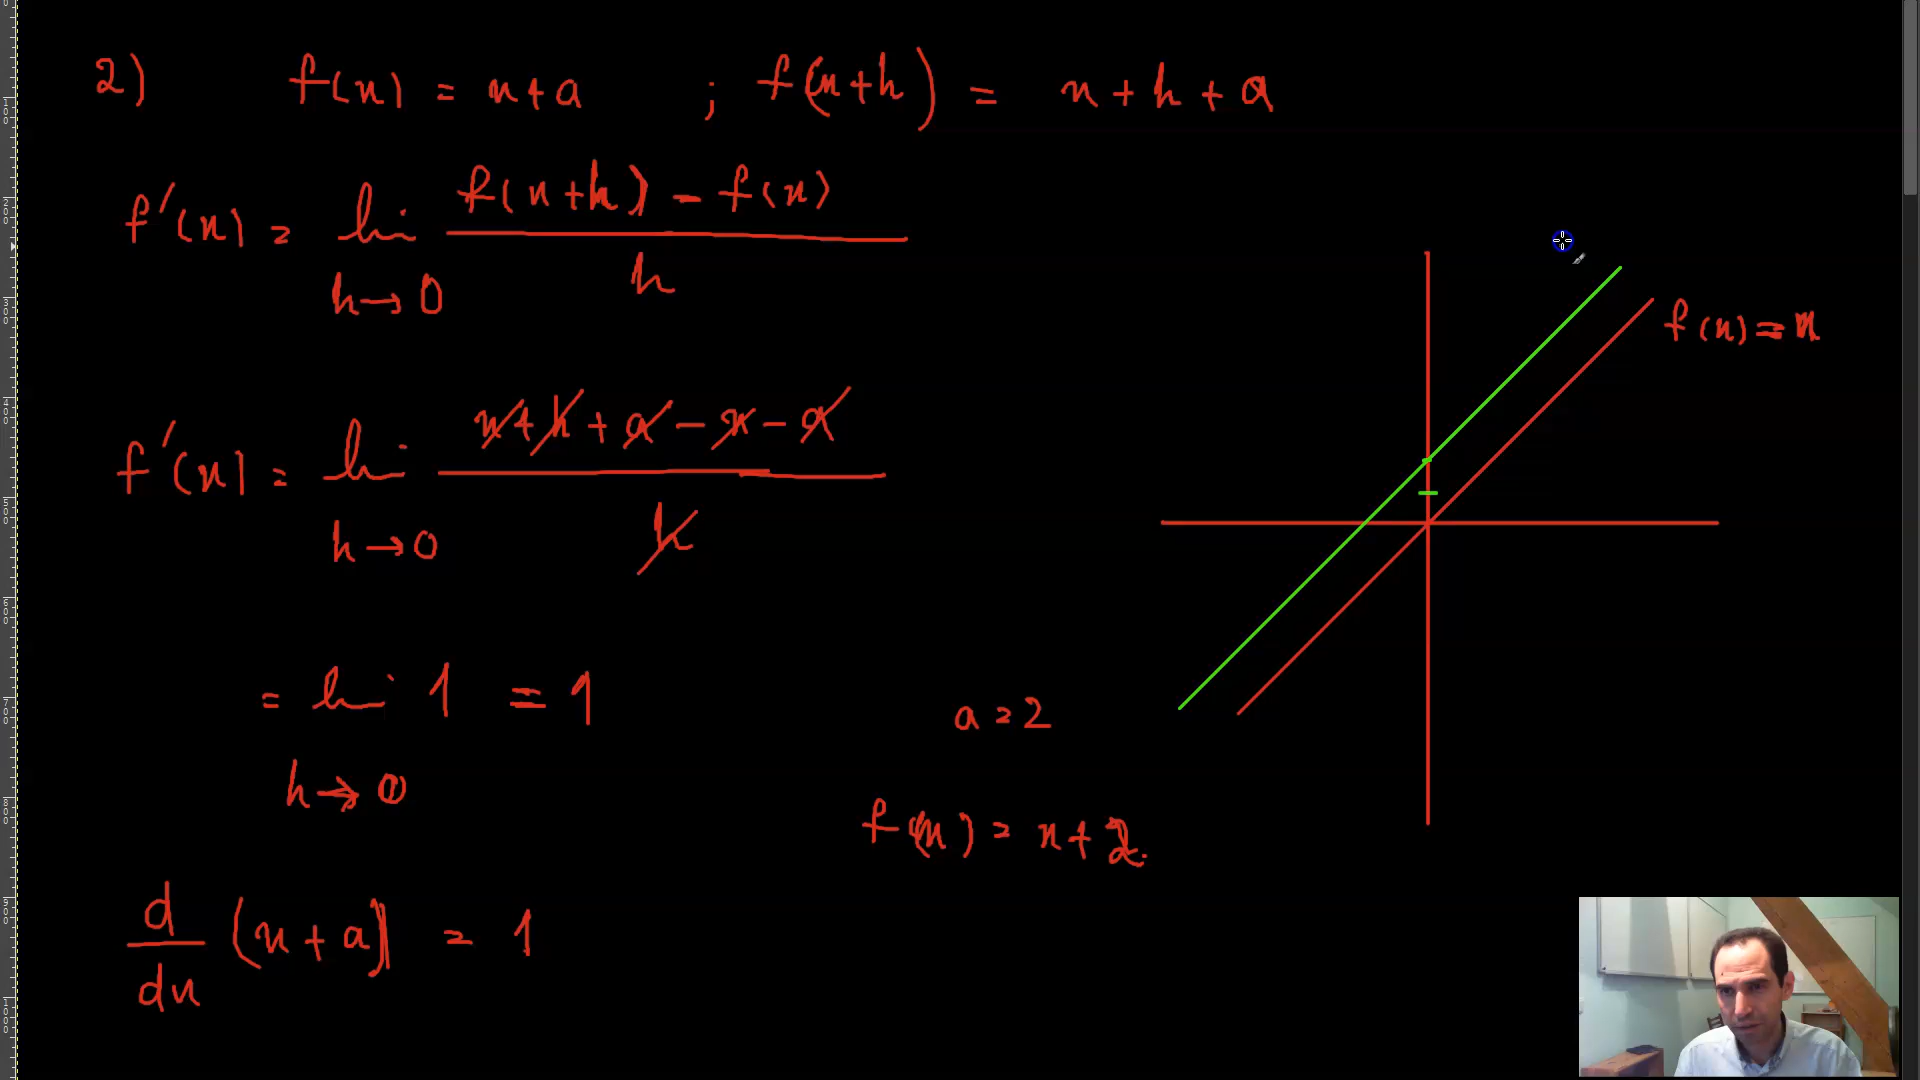 2) f(x) = x+a ; f(x+h) = x+h+a
f'(x) = lim f(x+h) - f(x)
h→0 h
f'(x) = lim x+h+a-x-a
h→0 h
= lim 1 = 1
h→0
d/dx (x+a) = 1
a = 2
f(x) = x+2.
f(x) = x